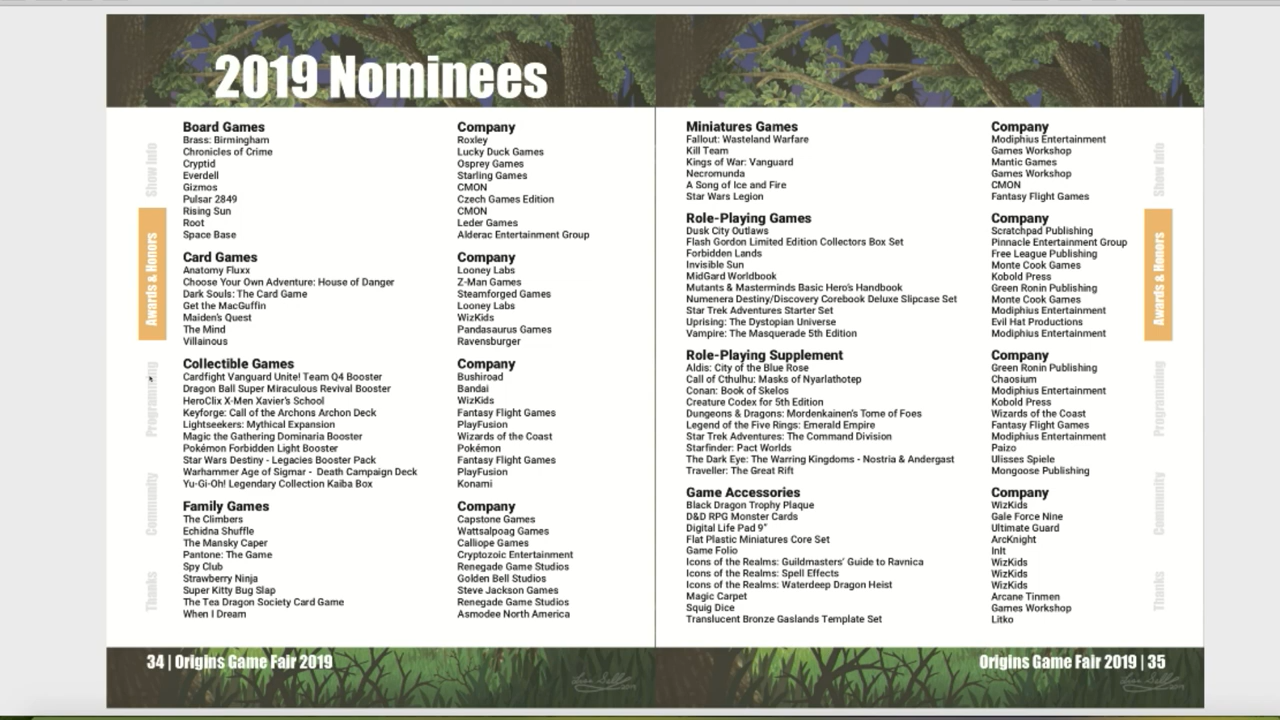 2019 Nominees
Show Info
Awards & Honors
Programming
Community
Thanks
Board Games Company
Brass: Birmingham Roxley
Chronicles of Crime Lucky Duck Games
Cryptid Osprey Games
Everdell Starling Games
Gizmos CMON
Pulsar 2849 Czech Games Edition
Rising Sun CMON
Root Leder Games
Space Base Alderac Entertainment Group
Card Games Company
Anatomy Fluxx Looney Labs
Choose Your Own Adventure: House of Danger Z-Man Games
Dark Souls: The Card Game Steamforged Games
Get the MacGuffin Looney Labs
Maiden's Quest WizKids
The Mind Pandasaurus Games
Villainous Ravensburger
Collectible Games Company
Cardfight Vanguard Unite! Team Q4 Booster Bushiroad
Dragon Ball Super Miraculous Revival Booster Bandai
HeroClix X-Men Xavier's School WizKids
Keyforge: Call of the Archons Archon Deck Fantasy Flight Games
Lightseekers: Mythical Expansion PlayFusion
Magic the Gathering Dominaria Booster Wizards of the Coast
Pokémon Forbidden Light Booster Pokémon
Star Wars Destiny - Legacies Booster Pack Fantasy Flight Games
Warhammer Age of Sigmar - Death Campaign Deck PlayFusion
Yu-Gi-Oh! Legendary Collection Kaiba Box Konami
Family Games Company
The Climbers Capstone Games
Echidna Shuffle Wattsalpoag Games
The Mansky Caper Calliope Games
Pantone: The Game Cryptozoic Entertainment
Spy Club Renegade Game Studios
Strawberry Ninja Golden Bell Studios
Super Kitty Bug Slap Steve Jackson Games
The Tea Dragon Society Card Game Renegade Game Studios
When I Dream Asmodee North America
34 | Origins Game Fair 2019
Miniatures Games Company
Fallout: Wasteland Warfare Modiphius Entertainment
Kill Team Games Workshop
Kings of War: Vanguard Mantic Games
Necromunda Games Workshop
A Song of Ice and Fire CMON
Star Wars Legion Fantasy Flight Games
Role-Playing Games Company
Dusk City Outlaws Scratchpad Publishing
Flash Gordon Limited Edition Collectors Box Set Pinnacle Entertainment Group
Forbidden Lands Free League Publishing
Invisible Sun Monte Cook Games
MidGard Worldbook Kobold Press
Mutants & Masterminds Basic Hero's Handbook Green Ronin Publishing
Numenera Destiny/Discovery Corebook Deluxe Slipcase Set Monte Cook Games
Star Trek Adventures Starter Set Modiphius Entertainment
Uprising: The Dystopian Universe Evil Hat Productions
Vampire: The Masquerade 5th Edition Modiphius Entertainment
Role-Playing Supplement Company
Aldis: City of the Blue Rose Green Ronin Publishing
Call of Cthulhu: Masks of Nyarlathotep Chaosium
Conan: Book of Skelos Modiphius Entertainment
Creature Codex for 5th Edition Kobold Press
Dungeons & Dragons: Mordenkainen's Tome of Foes Wizards of the Coast
Legend of the Five Rings: Emerald Empire Fantasy Flight Games
Star Trek Adventures: The Command Division Modiphius Entertainment
Starfinder: Pact Worlds Paizo
The Dark Eye: The Warring Kingdoms - Nostria & Andergast Ulisses Spiele
Traveller: The Great Rift Mongoose Publishing
Game Accessories Company
Black Dragon Trophy Plaque WizKids
D&D RPG Monster Cards Gale Force Nine
Digital Life Pad 9" Ultimate Guard
Flat Plastic Miniatures Core Set ArcKnight
Game Folio InIt
Icons of the Realms: Guildmasters' Guide to Ravnica WizKids
Icons of the Realms: Spell Effects WizKids
Icons of the Realms: Waterdeep Dragon Heist WizKids
Magic Carpet Arcane Tinmen
Squig Dice Games Workshop
Translucent Bronze Gaslands Template Set Litko
Show Info
Awards & Honors
Programming
Community
Thanks
Origins Game Fair 2019 | 35